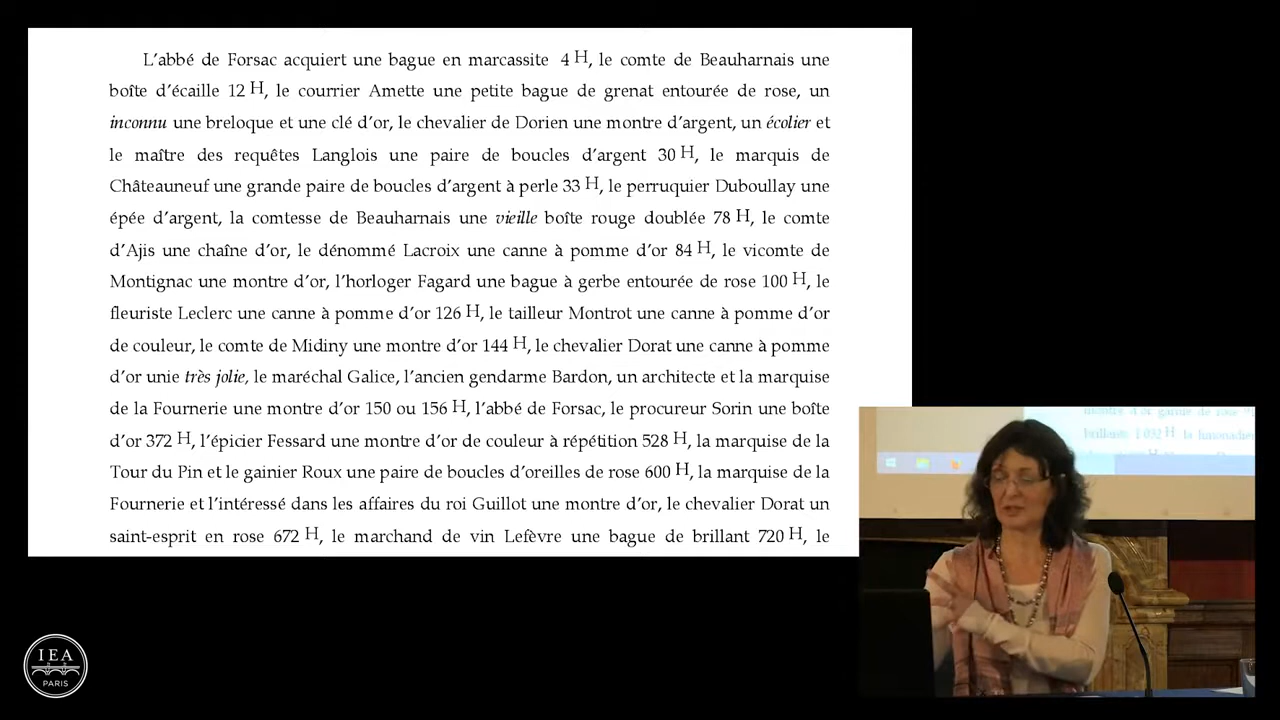 L'abbé de Forsac acquiert une bague en marcassite 4 H, le comte de Beauharnais une
boîte d'écaille 12 H, le courrier Amette une petite bague de grenat entourée de rose, un
inconnu une breloque et une clé d'or, le chevalier de Dorien une montre d'argent, un écolier et
le maître des requêtes Langlois une paire de boucles d'argent 30 H, le marquis de
Châteauneuf une grande paire de boucles d'argent à perle 33 H, le perruquier Duboullay une
épée d'argent, la comtesse de Beauharnais une vieille boîte rouge doublée 78 H, le comte
d'Ajis une chaîne d'or, le dénommé Lacroix une canne à pomme d'or 84 H, le vicomte de
Montignac une montre d'or, l'horloger Fagard une bague à gerbe entourée de rose 100 H, le
fleuriste Leclerc une canne à pomme d'or 126 H, le tailleur Montrot une canne à pomme d'or
de couleur, le comte de Midiny une montre d'or 144 H, le chevalier Dorat une canne à pomme
d'or unie très jolie, le maréchal Galice, l'ancien gendarme Bardon, un architecte et la marquise
de la Fournerie une montre d'or 150 ou 156 H, l'abbé de Forsac, le procureur Sorin une boîte
d'or 372 H, l'épicier Fessard une montre d'or de couleur à répétition 528 H, la marquise de la
Tour du Pin et le gainier Roux une paire de boucles d'oreilles de rose 600 H, la marquise de la
Fournerie et l'intéressé dans les affaires du roi Guillot une montre d'or, le chevalier Dorat un
saint-esprit en rose 672 H, le marchand de vin Lefèvre une bague de brillant 720 H, le
montre d'or garnie de rose
brillants 1 032 H la limonadier
IEA
PARIS